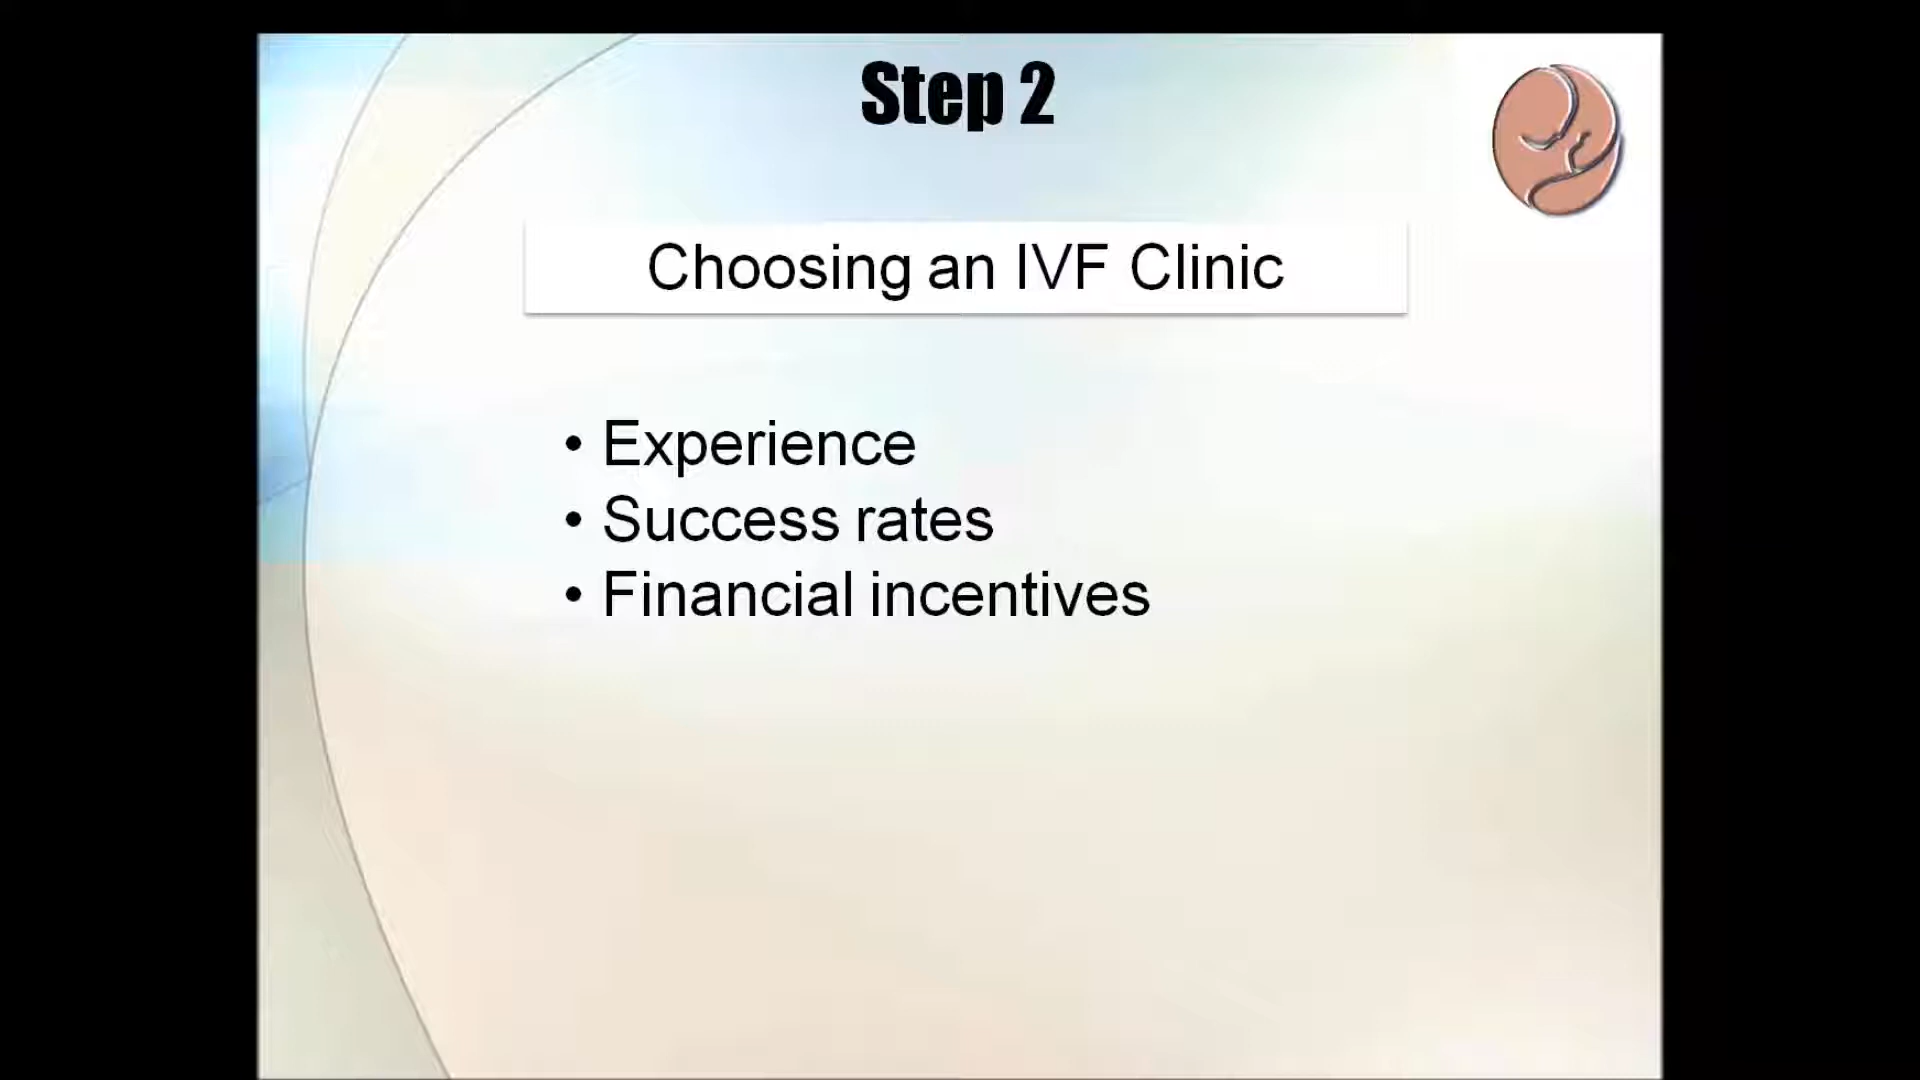 Step 2
Choosing an IVF Clinic
• Experience
• Success rates
• Financial incentives